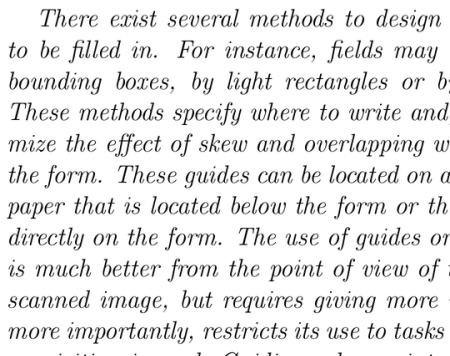 There exist several methods to design
to be filled in. For instance, fields may
bounding boxes, by light rectangles or
These methods specify where to write and
mize the effect of skew and overlapping
the form. These guides can be located on a
paper that is located below the form or
directly on the form. The use of guides
is much better from the point of view of
scanned image, but requires giving more
more importantly, restricts its use to tasks